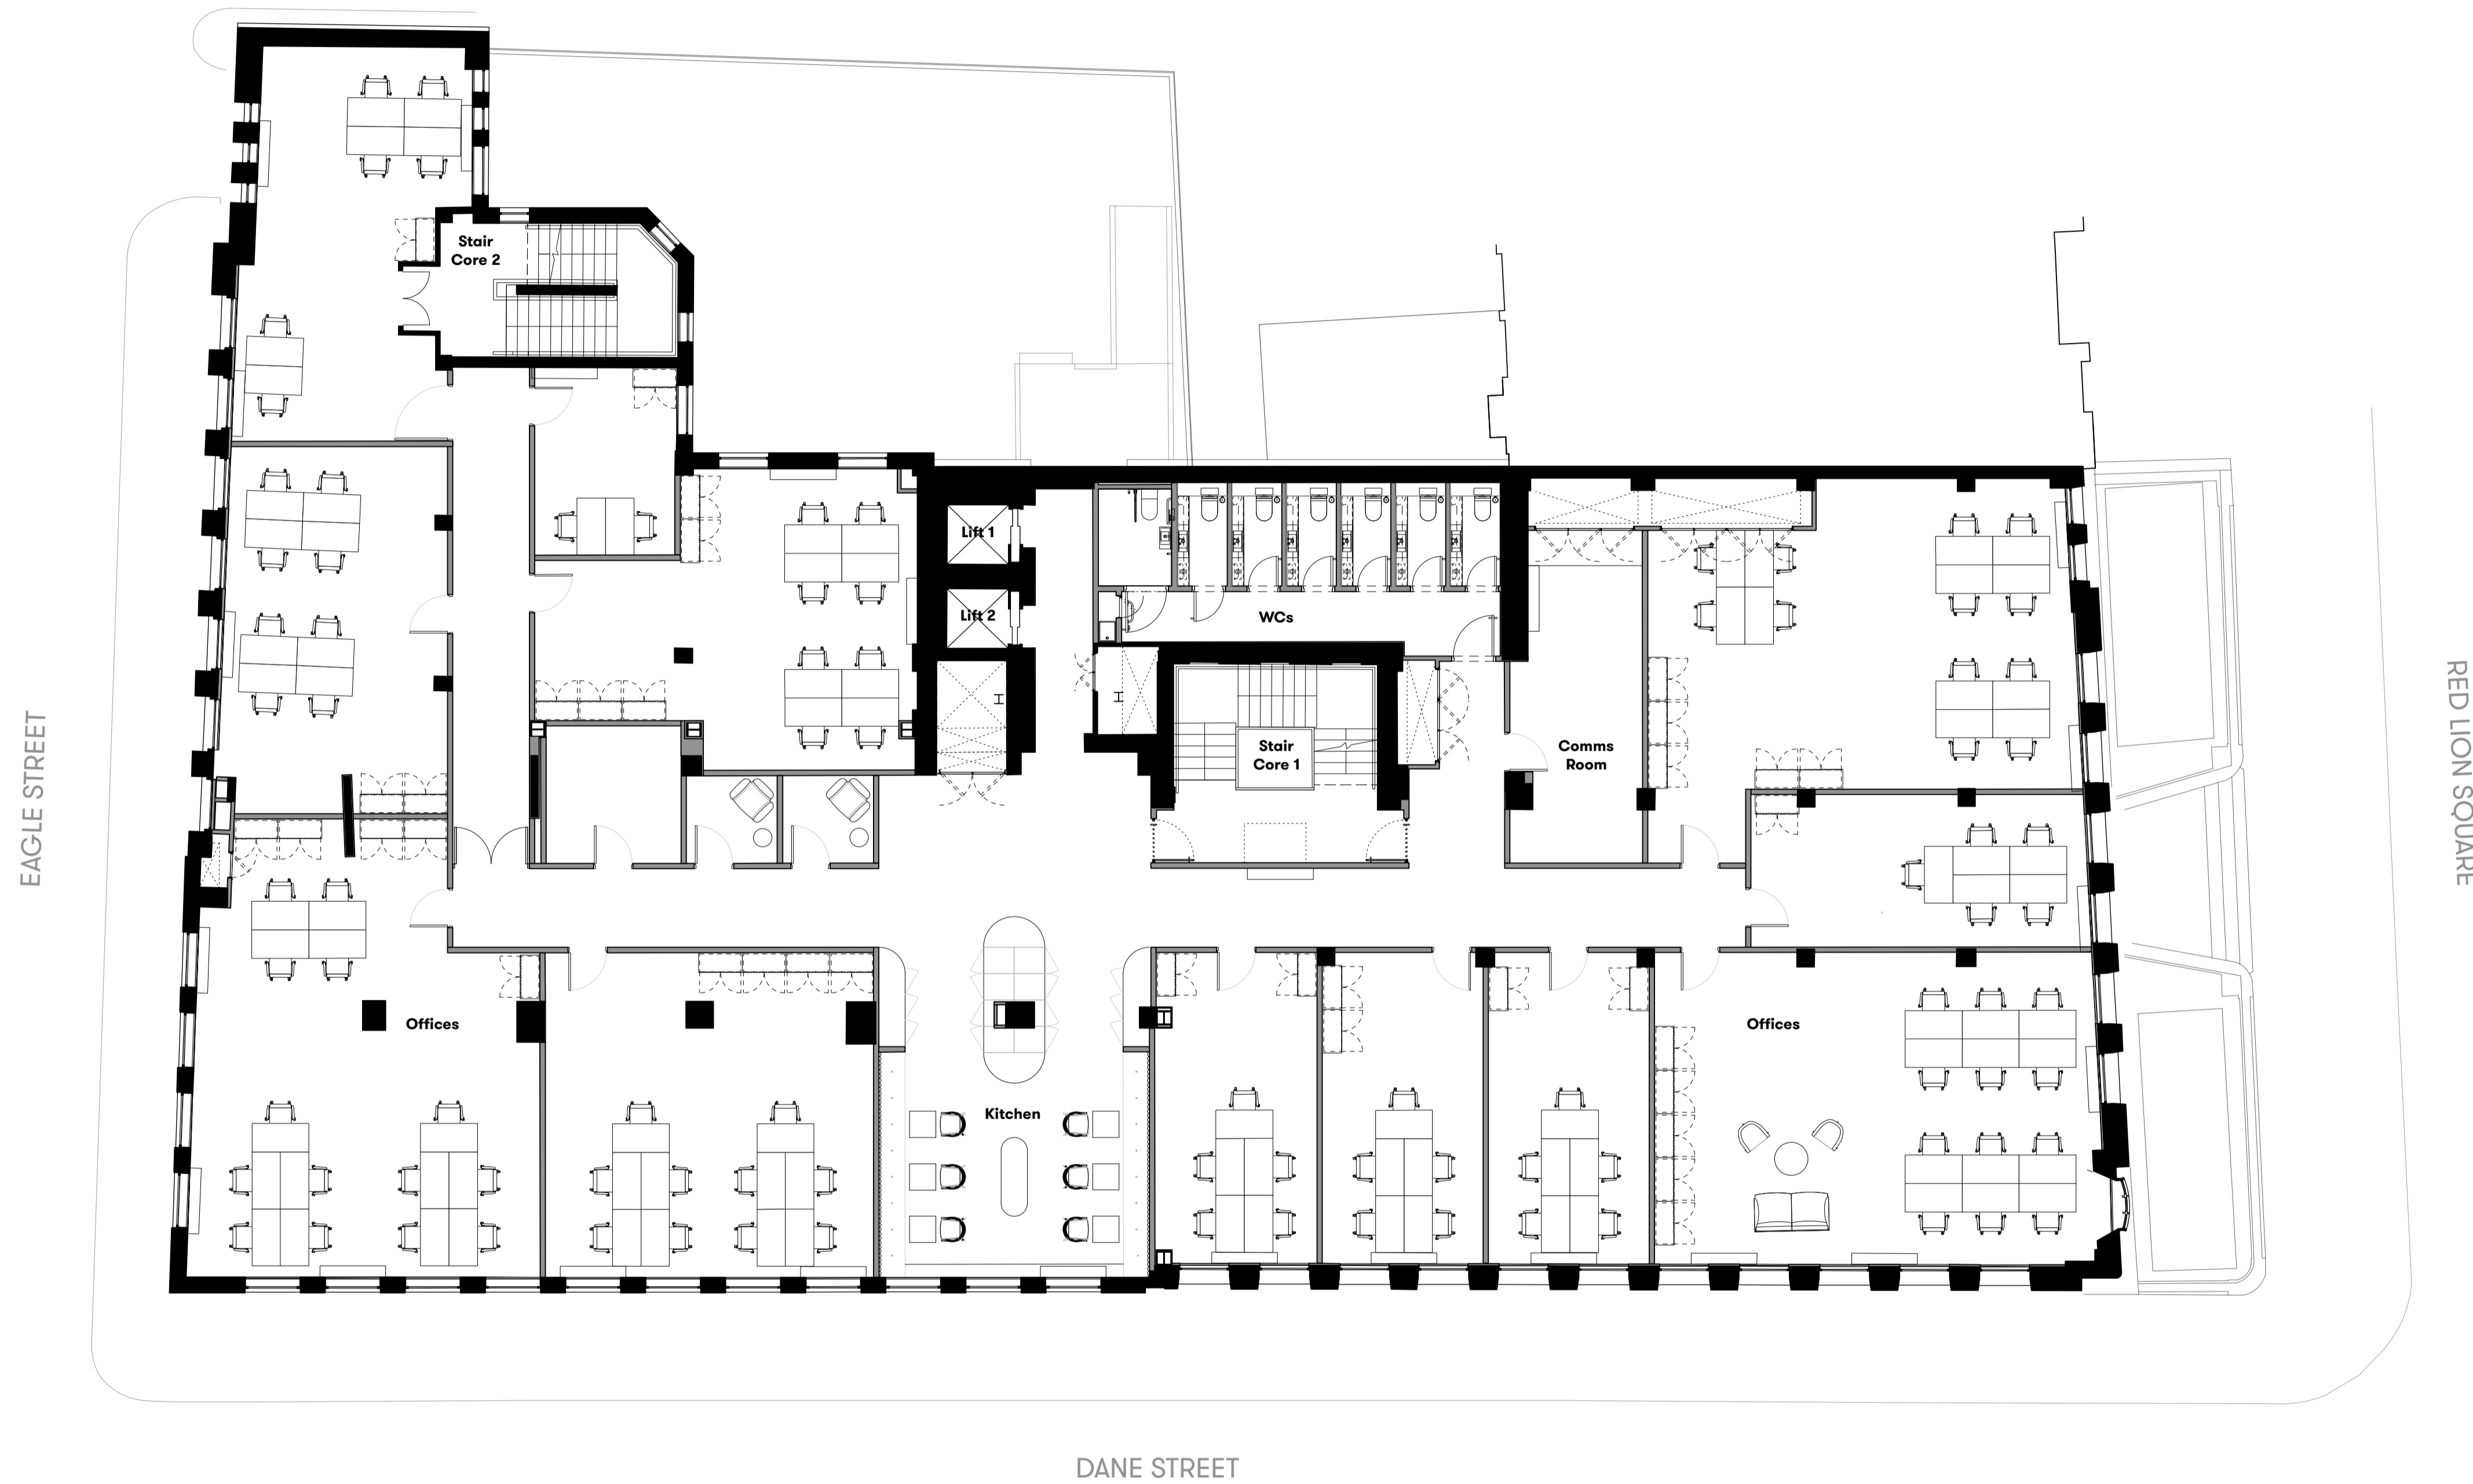 Stair
Core 2
Lift 1
Lift 2
WCs
Stair
Core 1
Comms
Room
Offices
Kitchen
Offices
EAGLE STREET
RED LION SQUARE
DANE STREET
H
H